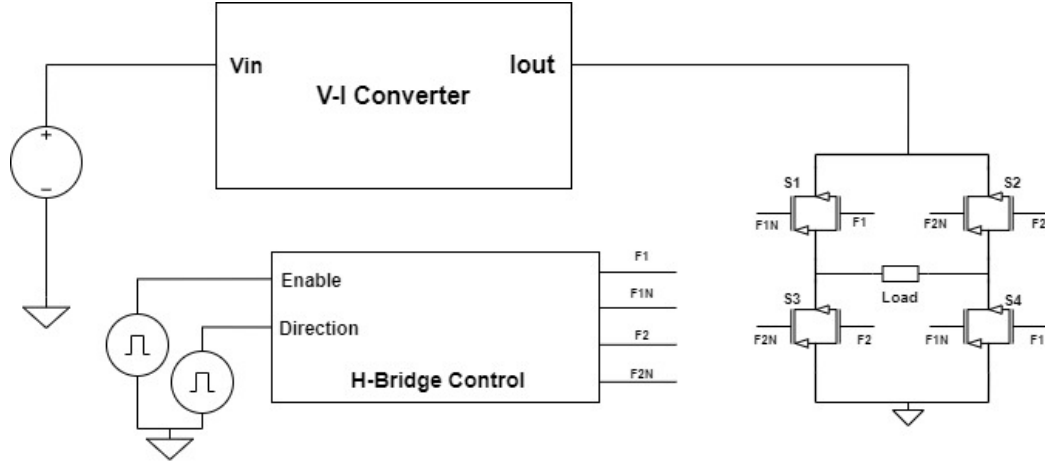 Vin
Iout
V-I Converter
+
−
S1
S2
F1N
F1
F2N
F2
Load
S3
S4
F2N
F2
F1N
F1
Enable
Direction
H-Bridge Control
F1
F1N
F2
F2N